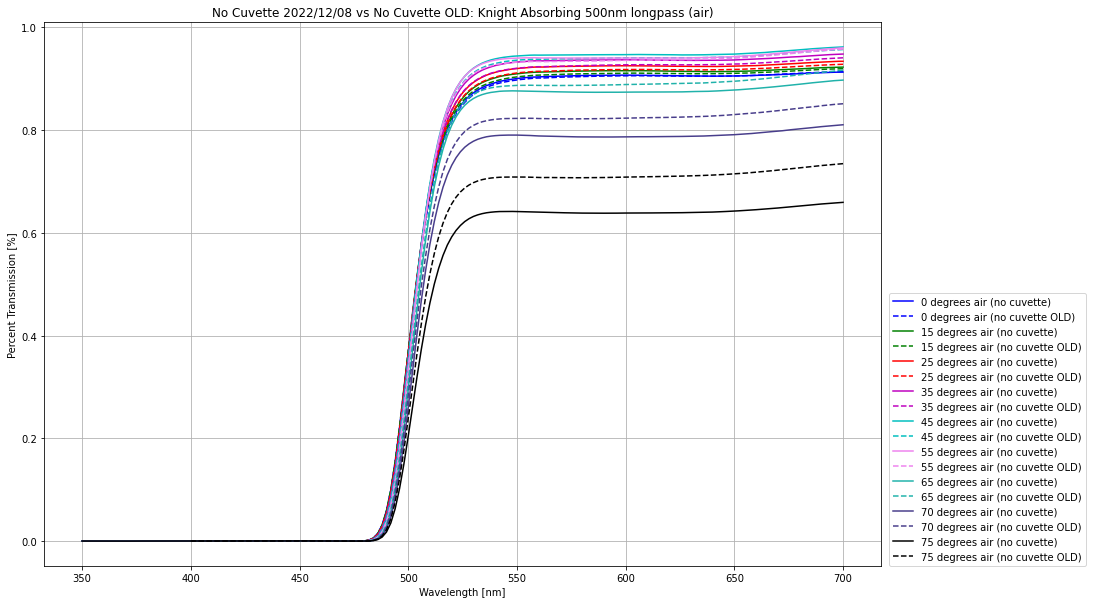 No Cuvette 2022/12/08 vs No Cuvette OLD: Knight Absorbing 500nm longpass (air)
1.0
0.8
0.6
0.4
0.2
0.0
Percent Transmission [%]
350 400 450 500 550 600 650 700
Wavelength [nm]
0 degrees air (no cuvette)
0 degrees air (no cuvette OLD)
15 degrees air (no cuvette)
15 degrees air (no cuvette OLD)
25 degrees air (no cuvette)
25 degrees air (no cuvette OLD)
35 degrees air (no cuvette)
35 degrees air (no cuvette OLD)
45 degrees air (no cuvette)
45 degrees air (no cuvette OLD)
55 degrees air (no cuvette)
55 degrees air (no cuvette OLD)
65 degrees air (no cuvette)
65 degrees air (no cuvette OLD)
70 degrees air (no cuvette)
70 degrees air (no cuvette OLD)
75 degrees air (no cuvette)
75 degrees air (no cuvette OLD)